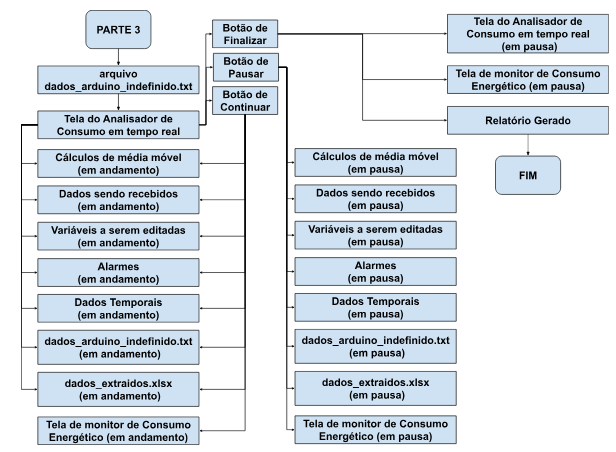 PARTE 3
arquivo
dados_arduino_indefinido.txt
Tela do Analisador de
Consumo em tempo real
Cálculos de média móvel
(em andamento)
Dados sendo recebidos
(em andamento)
Variáveis a serem editadas
(em andamento)
Alarmes
(em andamento)
Dados Temporais
(em andamento)
dados_arduino_indefinido.txt
(em andamento)
dados_extraidos.xlsx
(em andamento)
Tela de monitor de Consumo
Energético (em andamento)
Botão de
Finalizar
Botão de
Pausar
Botão de
Continuar
Cálculos de média móvel
(em pausa)
Dados sendo recebidos
(em pausa)
Variáveis a serem editadas
(em pausa)
Alarmes
(em pausa)
Dados Temporais
(em pausa)
dados_arduino_indefinido.txt
(em pausa)
dados_extraidos.xlsx
(em pausa)
Tela de monitor de Consumo
Energético (em pausa)
Tela do Analisador de
Consumo em tempo real
(em pausa)
Tela de monitor de Consumo
Energético (em pausa)
Relatório Gerado
FIM